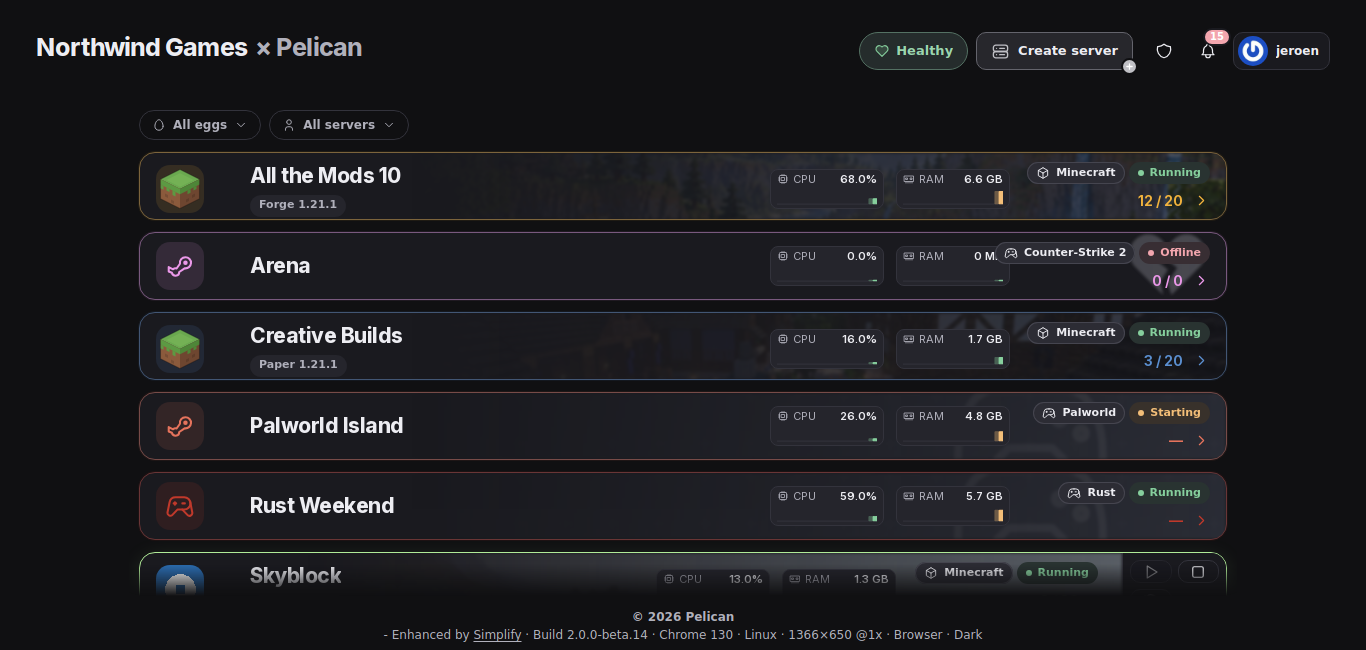 Northwind Games × Pelican
Healthy
Create server
15
jeroen
All eggs
All servers
All the Mods 10
Forge 1.21.1
CPU 68.0%
RAM 6.6 GB
Minecraft
Running
12 / 20
Arena
CPU 0.0%
RAM 0 M
Counter-Strike 2
Offline
0 / 0
Creative Builds
Paper 1.21.1
CPU 16.0%
RAM 1.7 GB
Minecraft
Running
3 / 20
Palworld Island
CPU 26.0%
RAM 4.8 GB
Palworld
Starting
—
Rust Weekend
CPU 59.0%
RAM 5.7 GB
Rust
Running
—
Skyblock
CPU 13.0%
RAM 1.3 GB
Minecraft
Running
© 2026 Pelican
- Enhanced by Simplify · Build 2.0.0-beta.14 · Chrome 130 · Linux · 1366×650 @1x · Browser · Dark